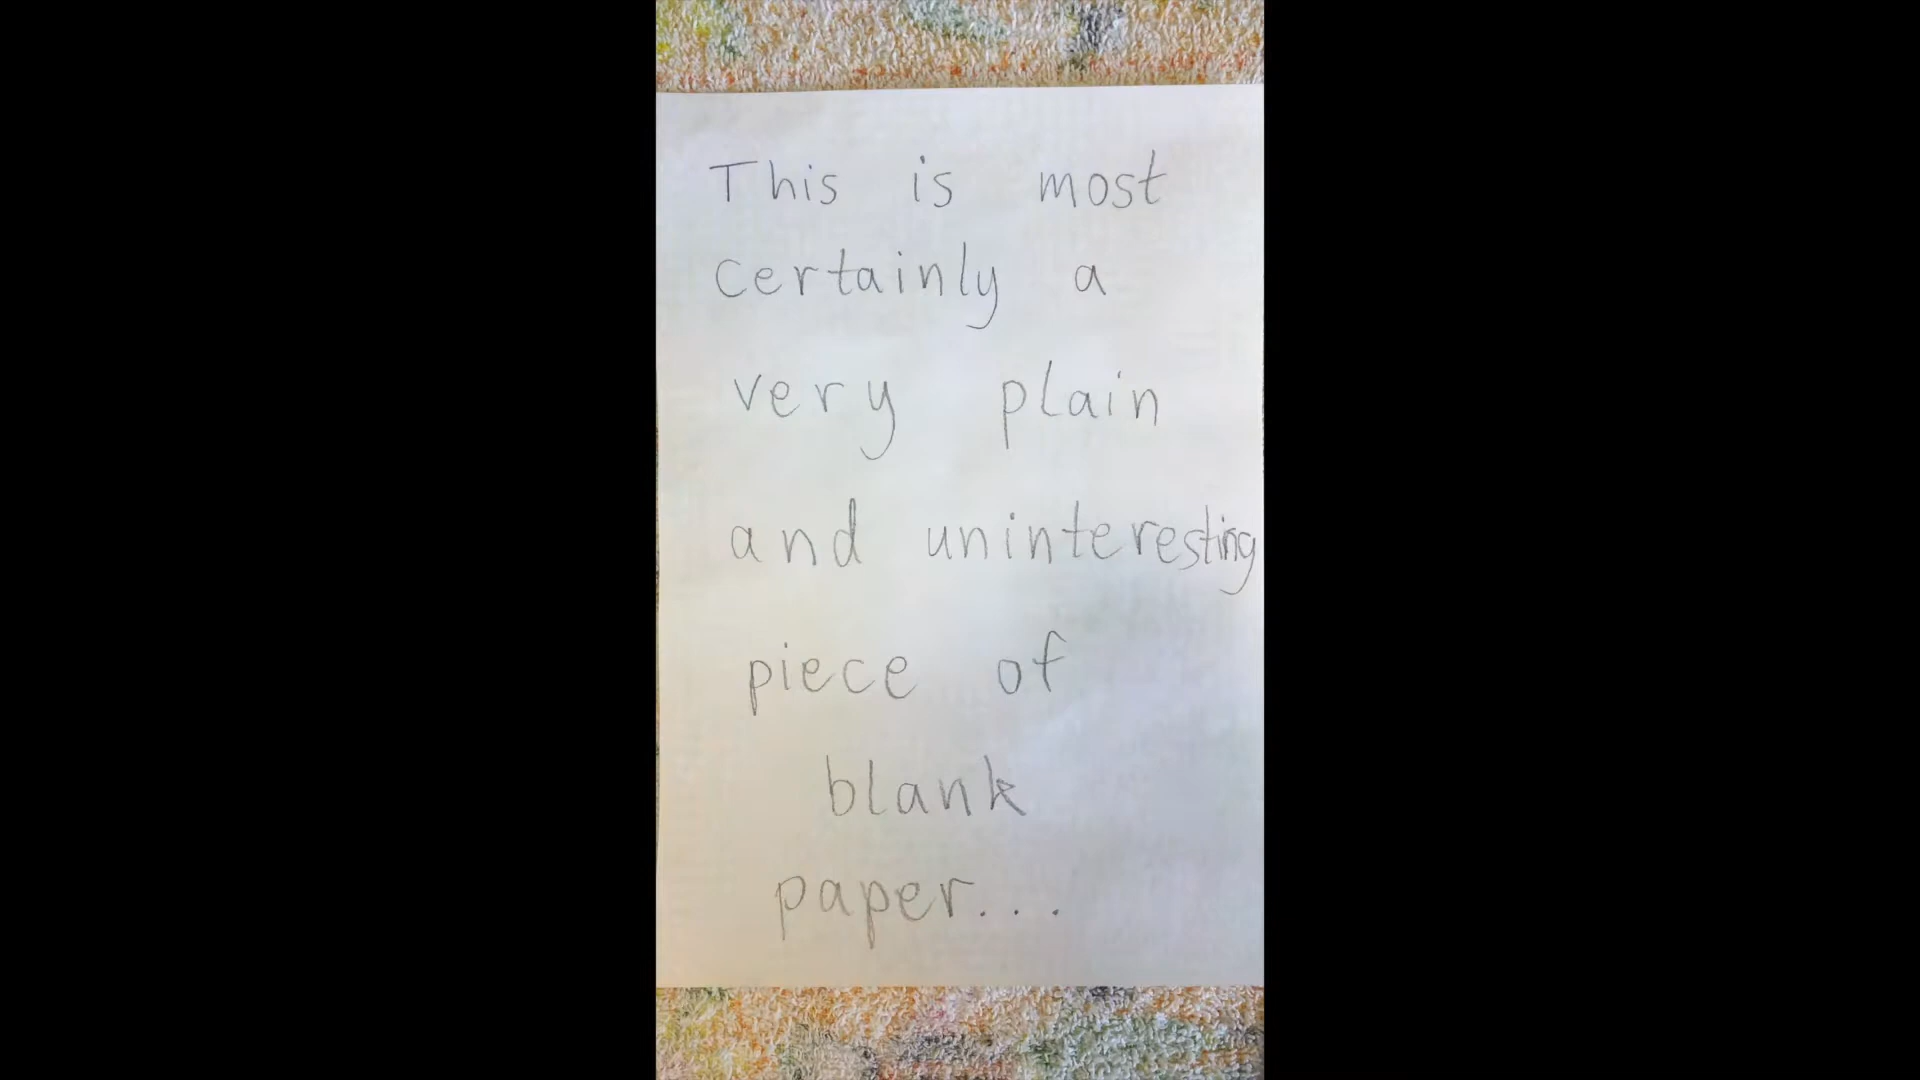 This is most
certainly a
very plain
and uninteresting
piece of
blank
paper...